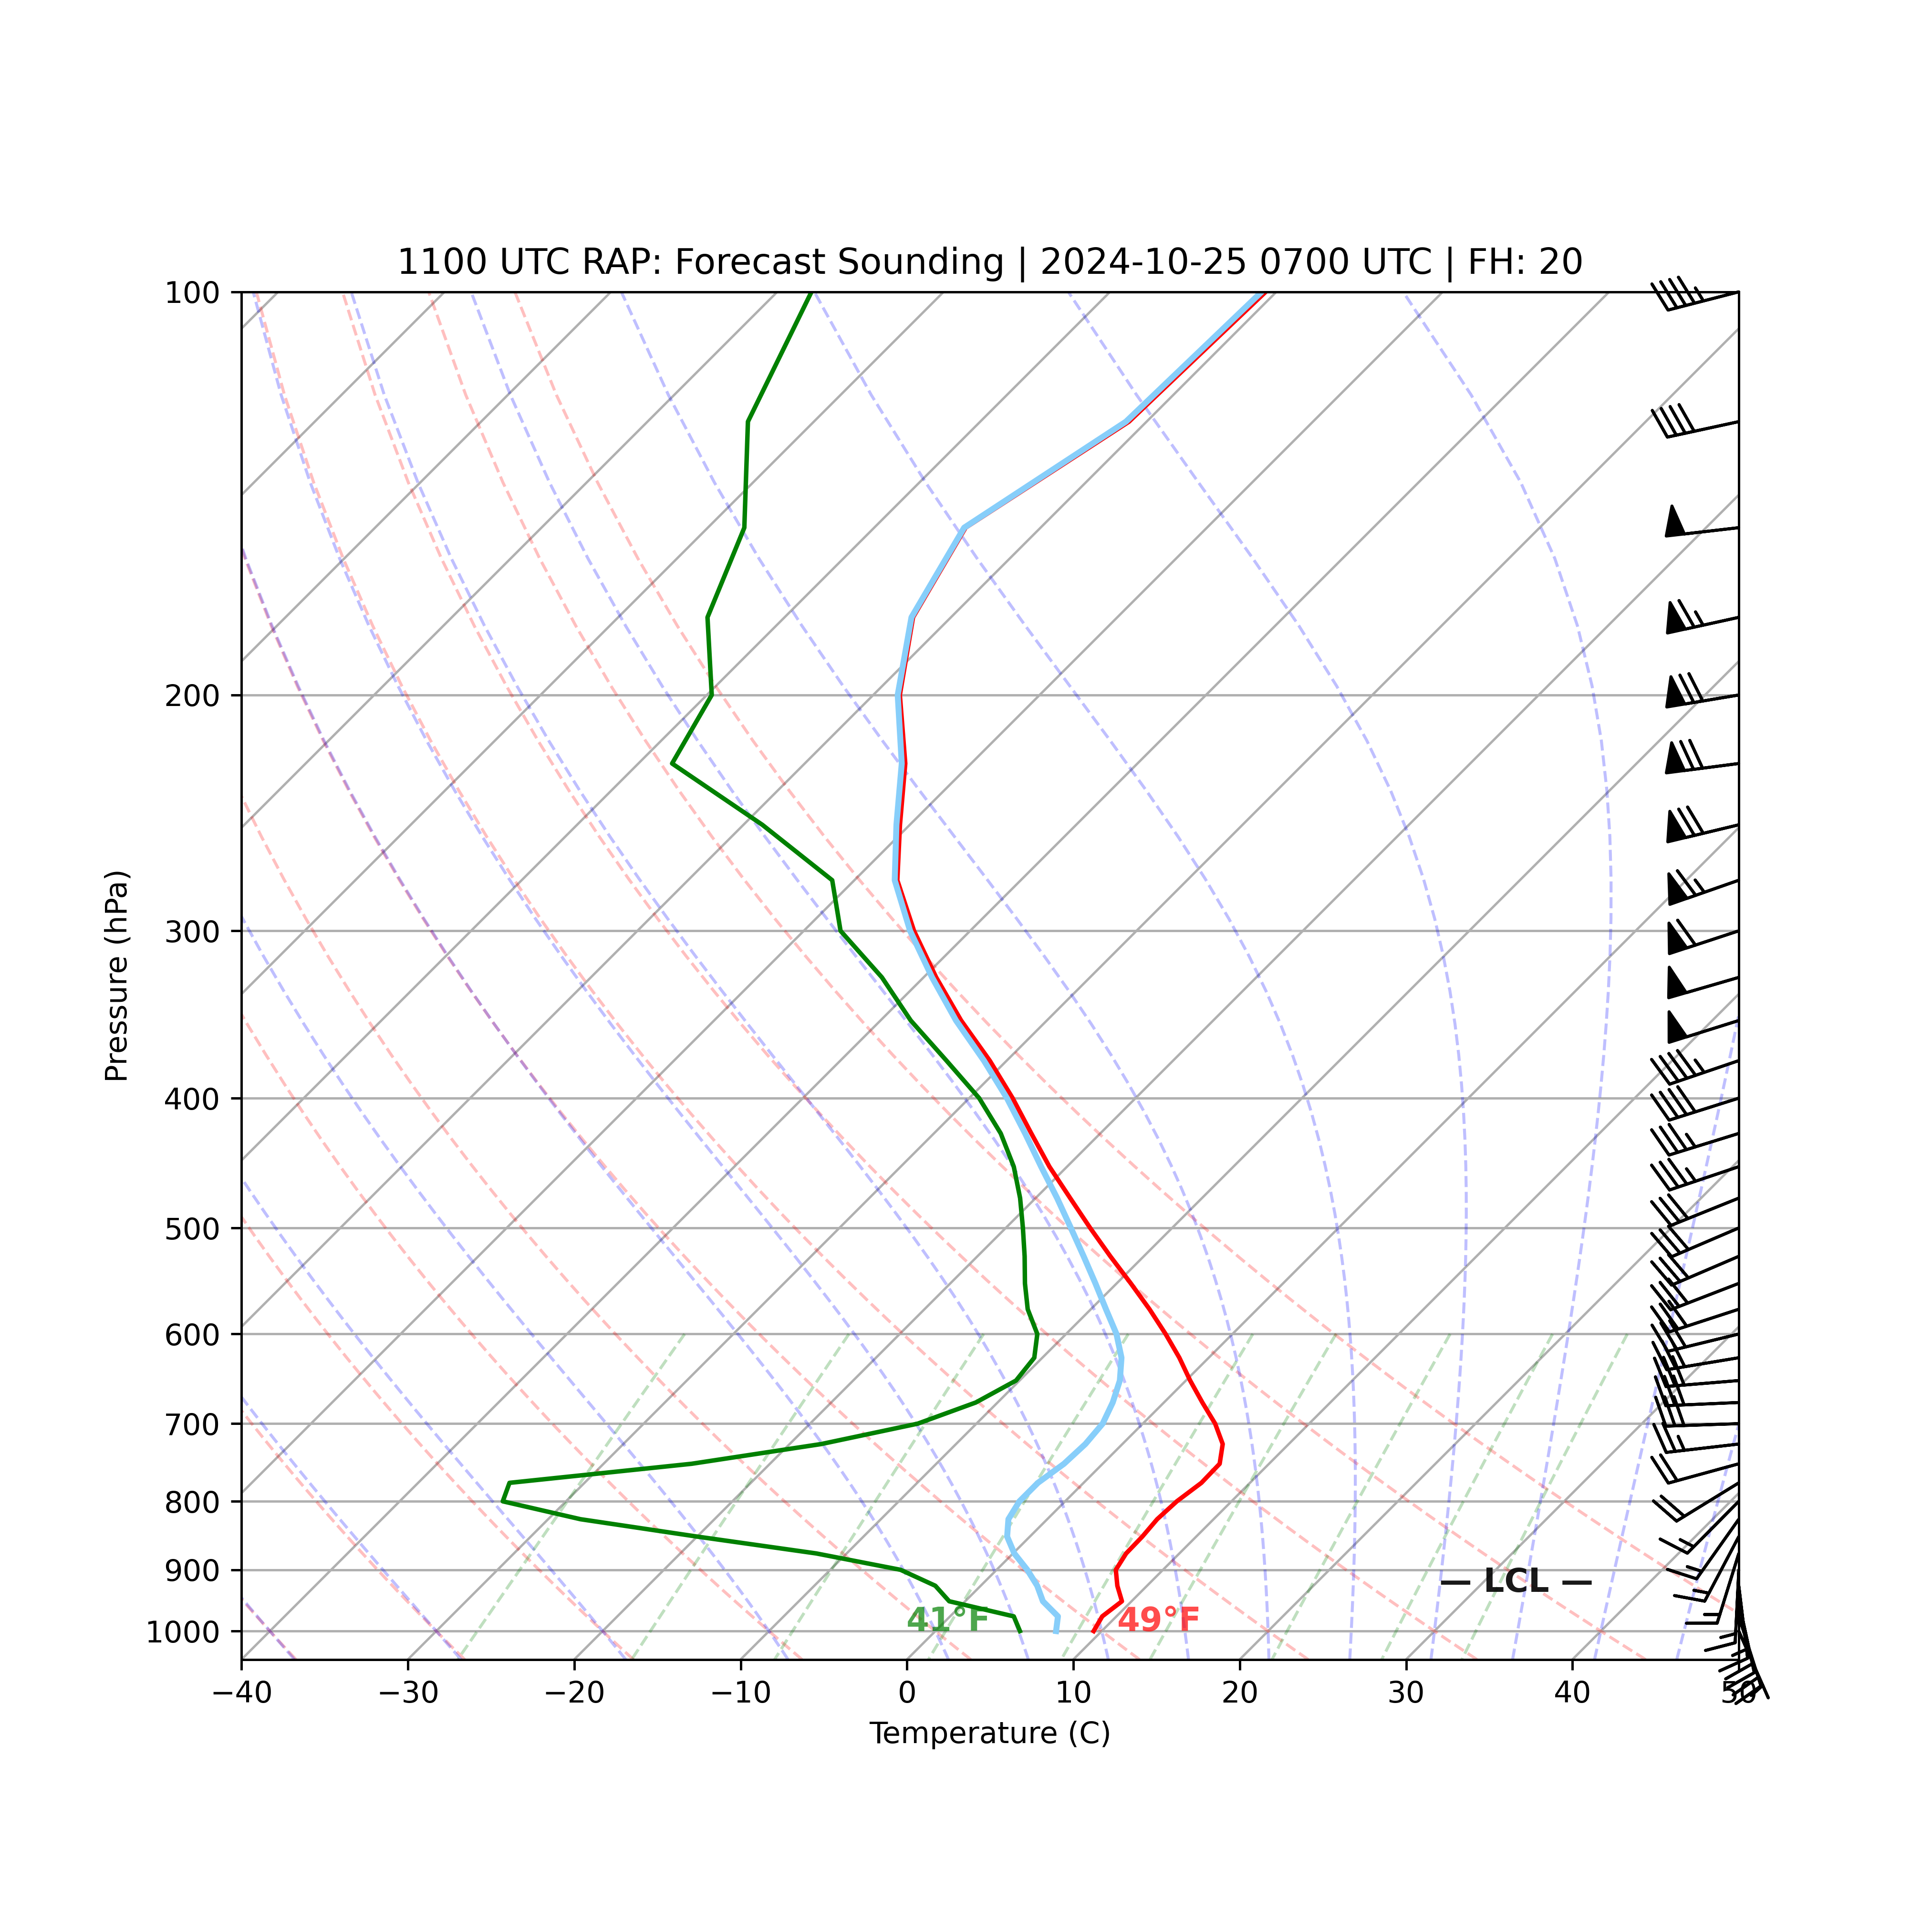 1100 UTC RAP: Forecast Sounding | 2024-10-25 0700 UTC | FH: 20
100
200
300
400
500
600
700
800
900
1000
Pressure (hPa)
— LCL —
41°F
49°F
−40 −30 −20 −10 0 10 20 30 40 50
Temperature (C)